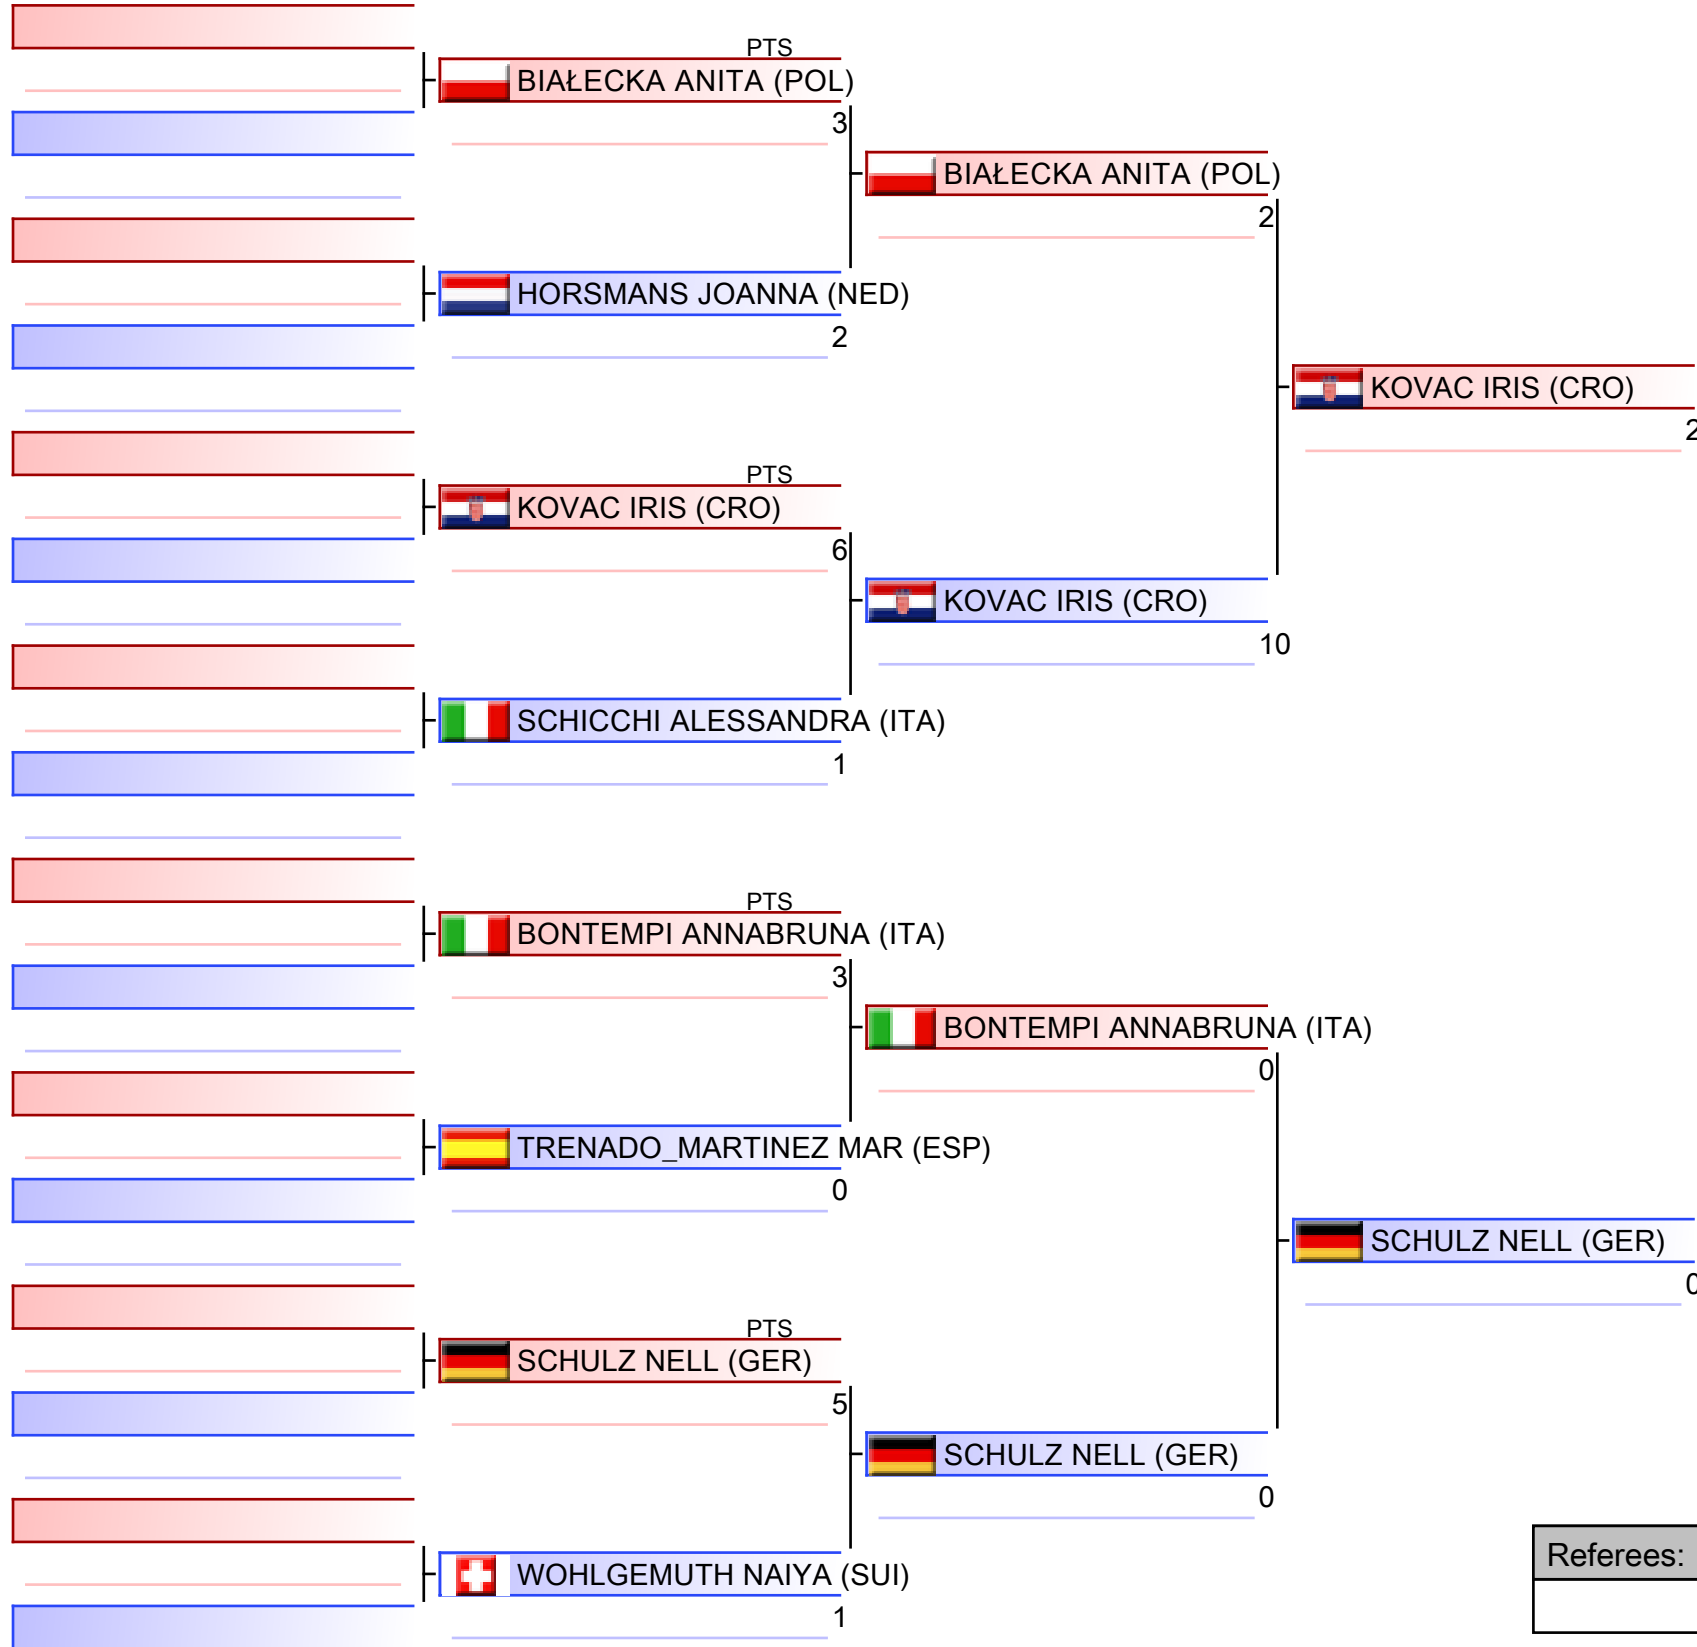 PTS
BIAŁECKA ANITA (POL)
3
BIAŁECKA ANITA (POL)
2
HORSMANS JOANNA (NED)
2
KOVAC IRIS (CRO)
2
PTS
KOVAC IRIS (CRO)
6
KOVAC IRIS (CRO)
10
SCHICCHI ALESSANDRA (ITA)
1
PTS
BONTEMPI ANNABRUNA (ITA)
3
BONTEMPI ANNABRUNA (ITA)
0
TRENADO_MARTINEZ MAR (ESP)
0
SCHULZ NELL (GER)
0
PTS
SCHULZ NELL (GER)
5
SCHULZ NELL (GER)
0
Referees:
WOHLGEMUTH NAIYA (SUI)
1